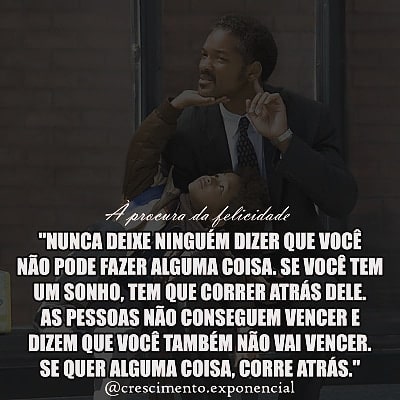 À procura da felicidade
"NUNCA DEIXE NINGUÉM DIZER QUE VOCÊ
NÃO PODE FAZER ALGUMA COISA. SE VOCÊ TEM
UM SONHO, TEM QUE CORRER ATRÁS DELE.
AS PESSOAS NÃO CONSEGUEM VENCER E
DIZEM QUE VOCÊ TAMBÉM NÃO VAI VENCER.
SE QUER ALGUMA COISA, CORRE ATRÁS."
@crescimento.exponencial